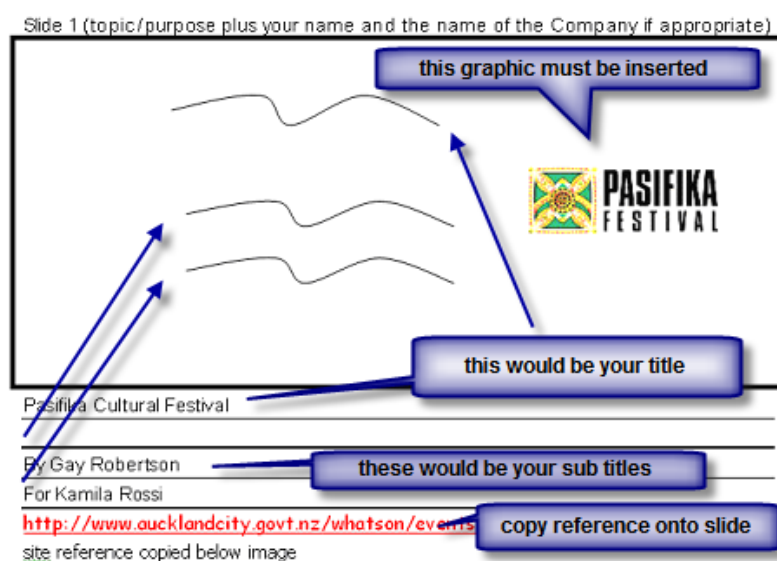 Slide 1 (topic/purpose plus your name and the name of the Company if appropriate)
this graphic must be inserted
PASIFIKA
FESTIVAL
this would be your title
Pasifika Cultural Festival
By Gay Robertson
these would be your sub titles
For Kamila Rossi
http://www.aucklandcity.govt.nz/whatson/events
copy reference onto slide
site reference copied below image